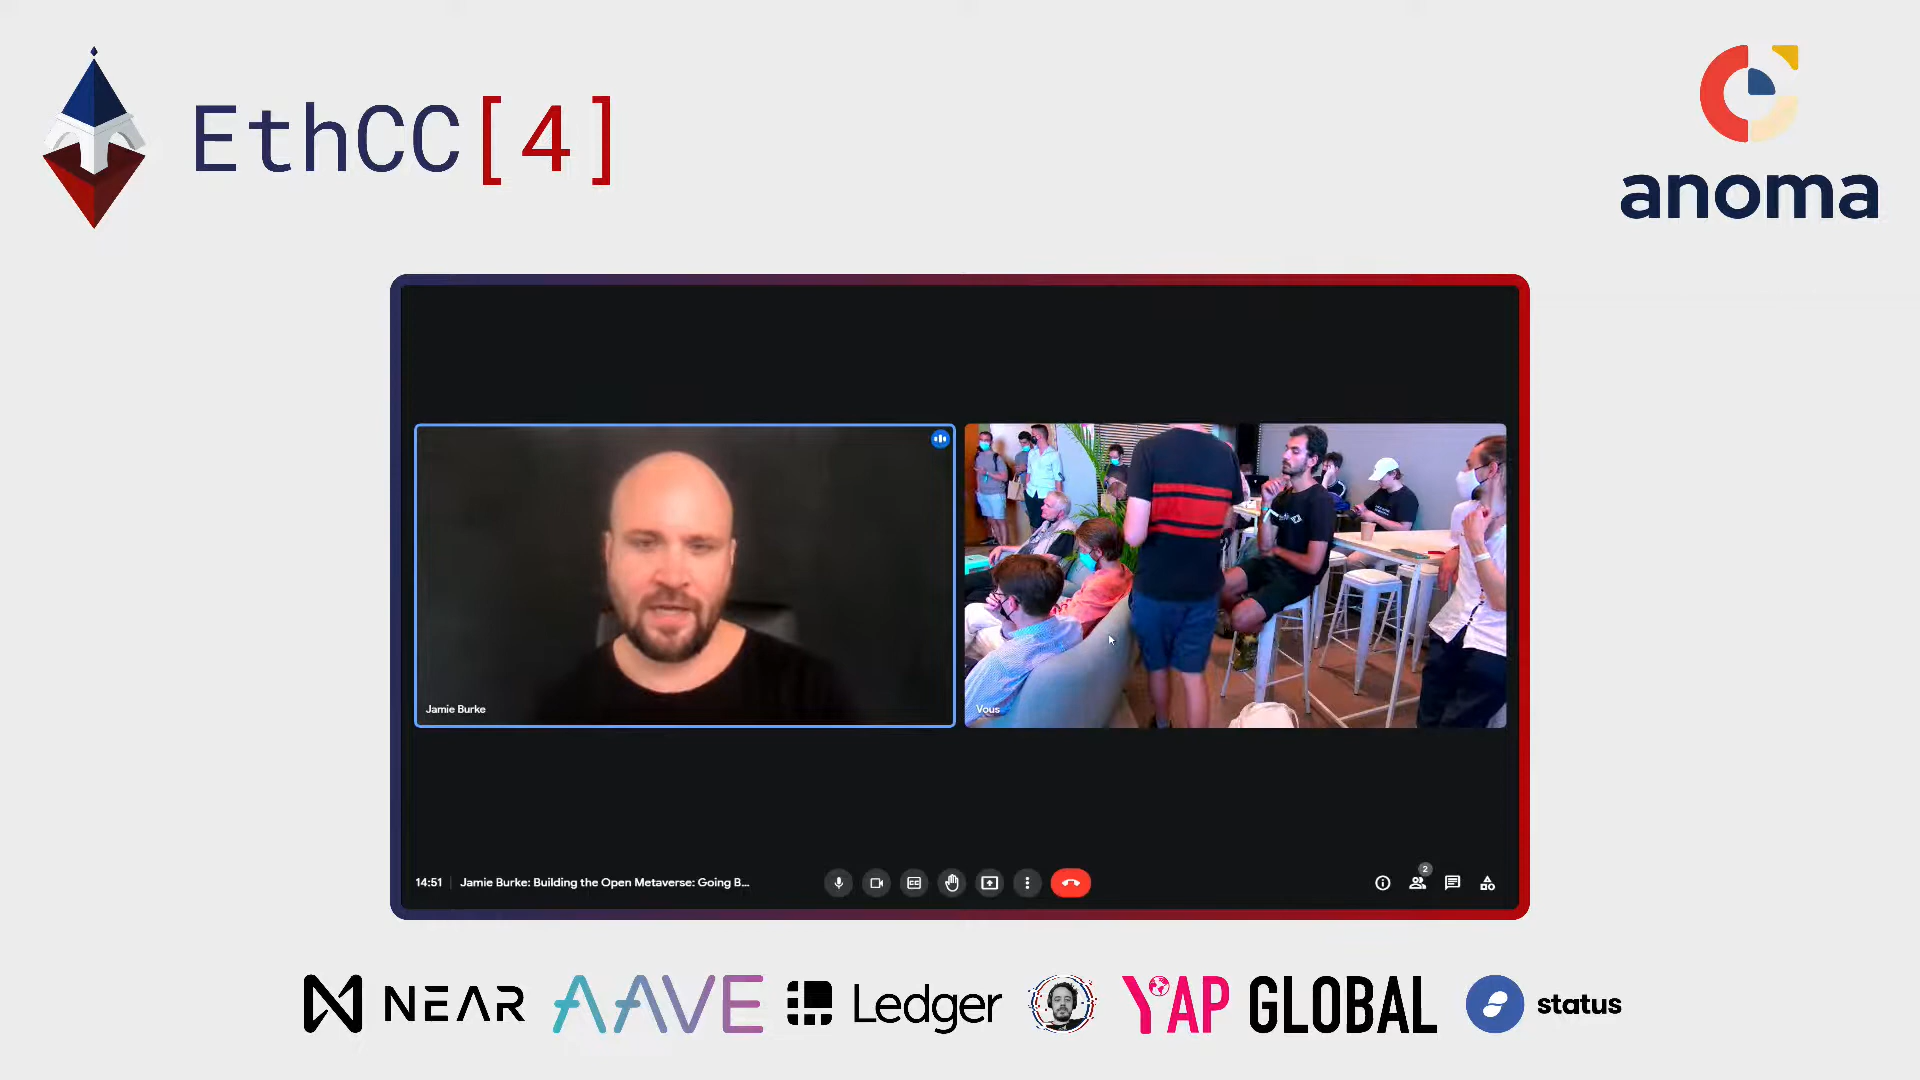 EthCC[4]
anoma
Jamie Burke
Vous
14:51
Jamie Burke: Building the Open Metaverse: Going B...
2
NEAR
AAVE
Ledger
YAP GLOBAL
status